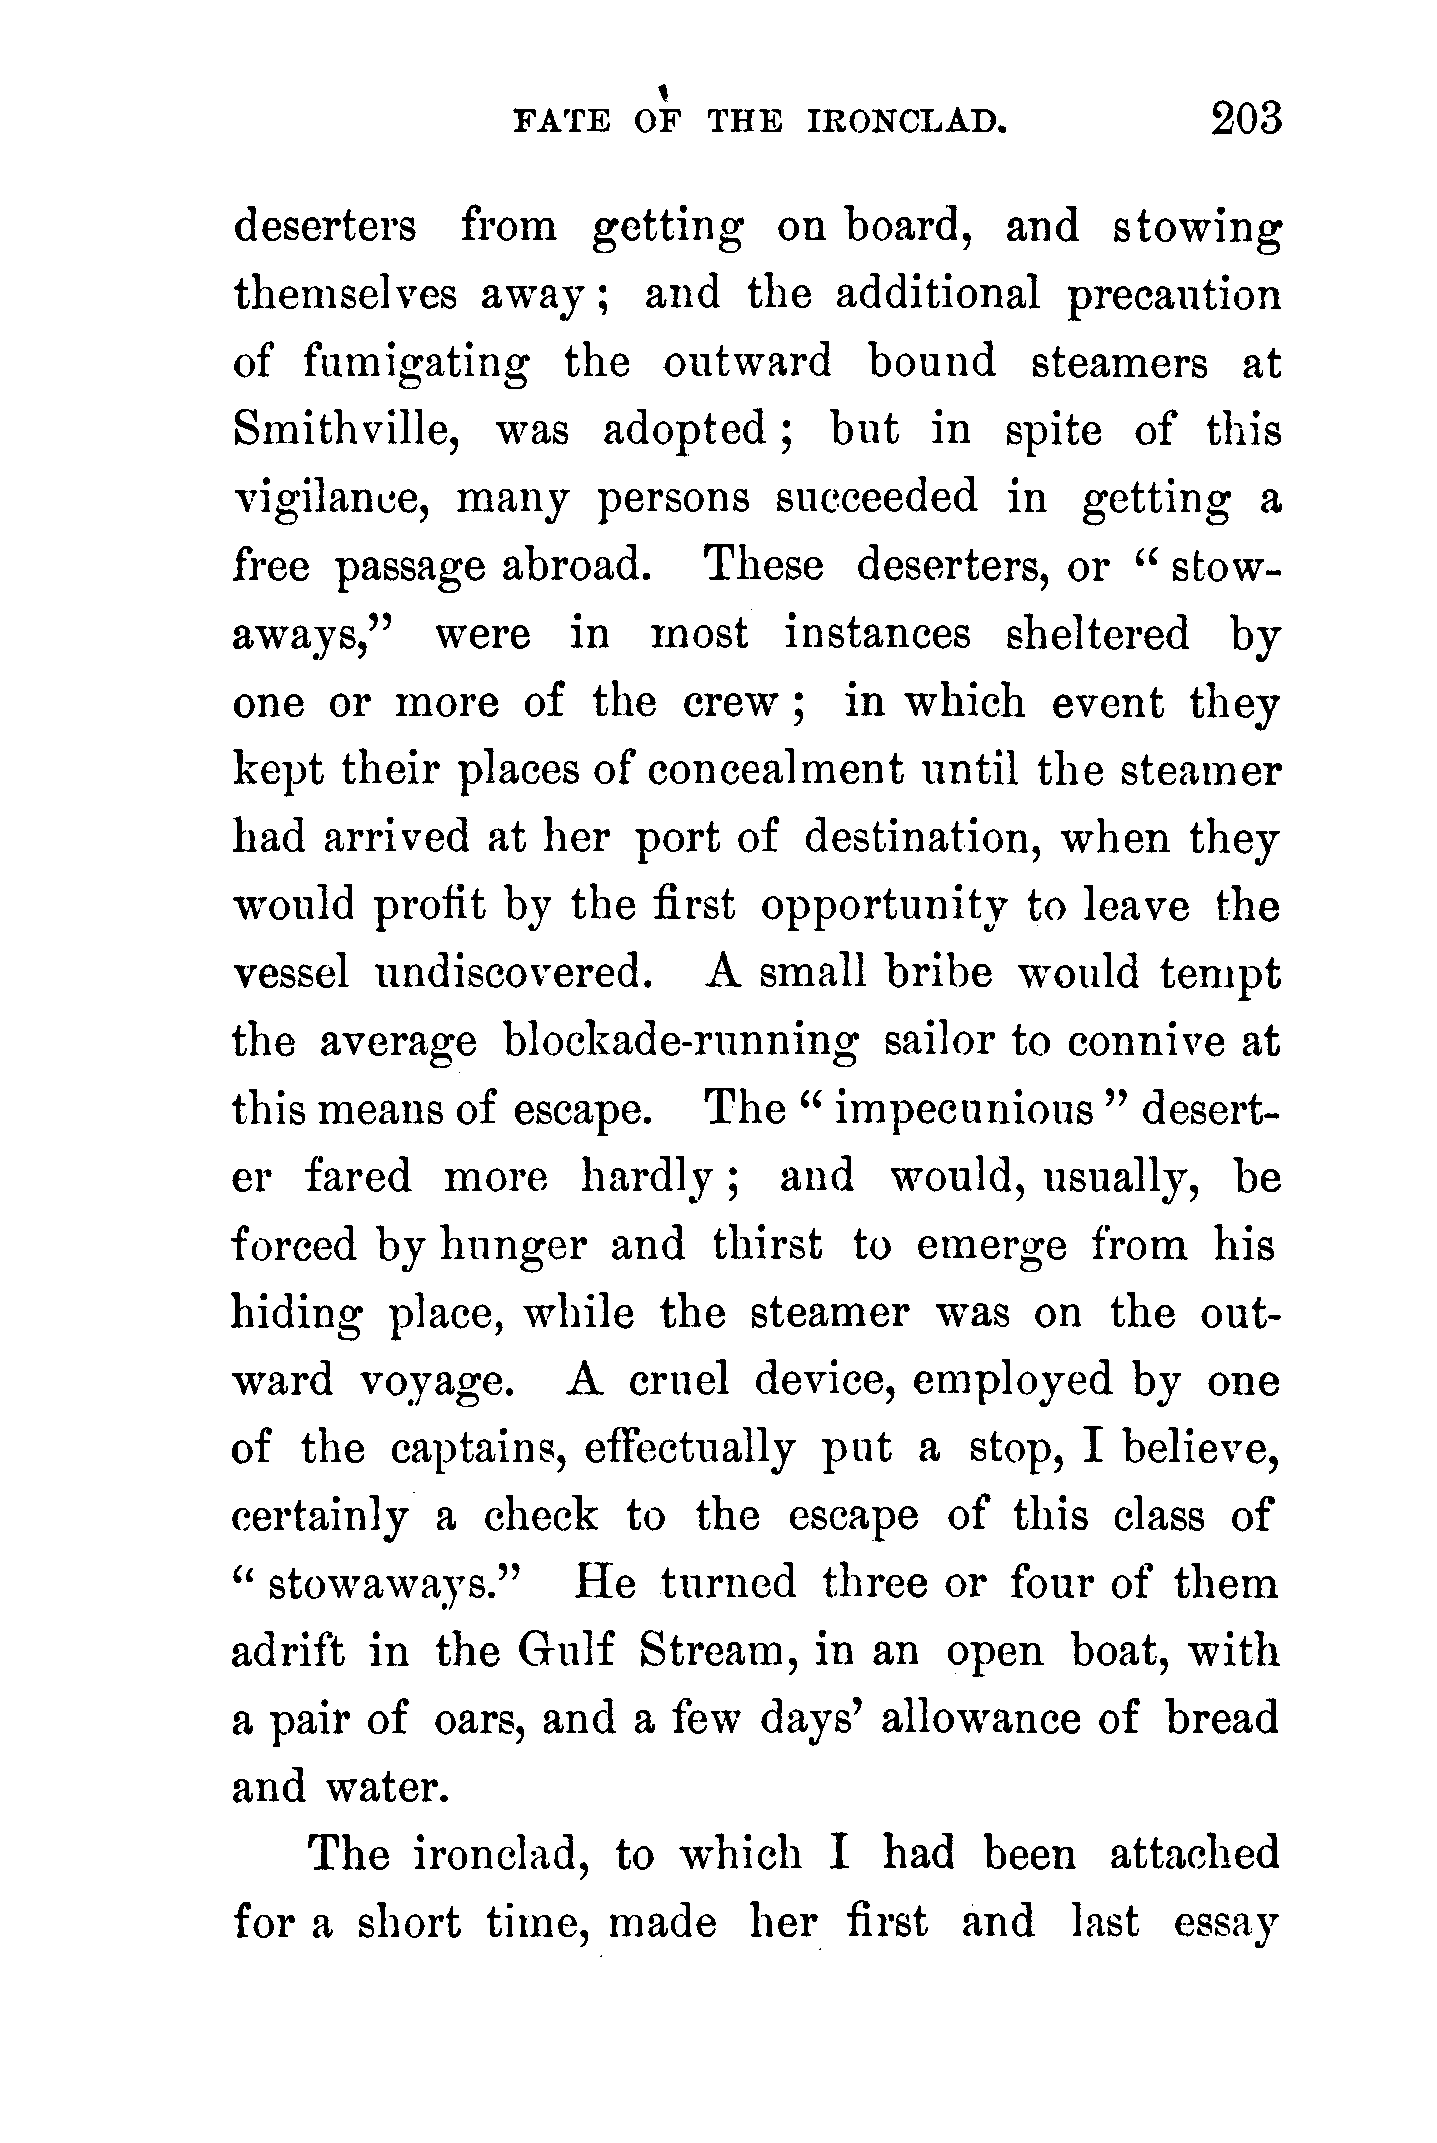 FATE OF THE IRONCLAD. 203
deserters from getting on board, and stowing
themselves away ; and the additional precaution
of fumigating the outward bound steamers at
Smithville, was adopted ; but in spite of this
vigilance, many persons succeeded in getting a
free passage abroad. These deserters, or “ stow-
aways,” were in most instances sheltered by
one or more of the crew ; in which event they
kept their places of concealment until the steamer
had arrived at her port of destination, when they
would profit by the first opportunity to leave the
vessel undiscovered. A small bribe would tempt
the average blockade-running sailor to connive at
this means of escape. The “ impecunious ” desert-
er fared more hardly ; and would, usually, be
forced by hunger and thirst to emerge from his
hiding place, while the steamer was on the out-
ward voyage. A cruel device, employed by one
of the captains, effectually put a stop, I believe,
certainly a check to the escape of this class of
“ stowaways.” He turned three or four of them
adrift in the Gulf Stream, in an open boat, with
a pair of oars, and a few days’ allowance of bread
and water.
The ironclad, to which I had been attached
for a short time, made her first and last essay